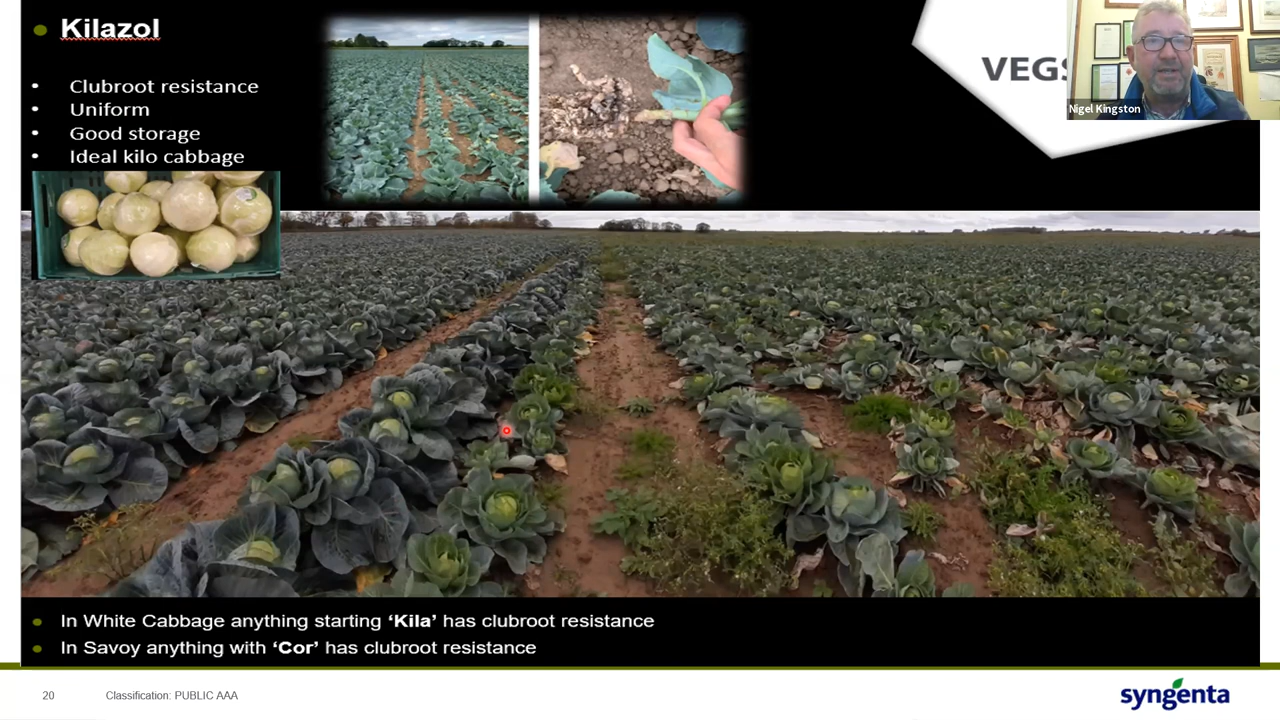 Kilazol
Clubroot resistance
Uniform
Good storage
Ideal kilo cabbage
Nigel Kingston
In White Cabbage anything starting ‘Kila’ has clubroot resistance
In Savoy anything with ‘Cor’ has clubroot resistance
20
Classification: PUBLIC AAA
syngenta